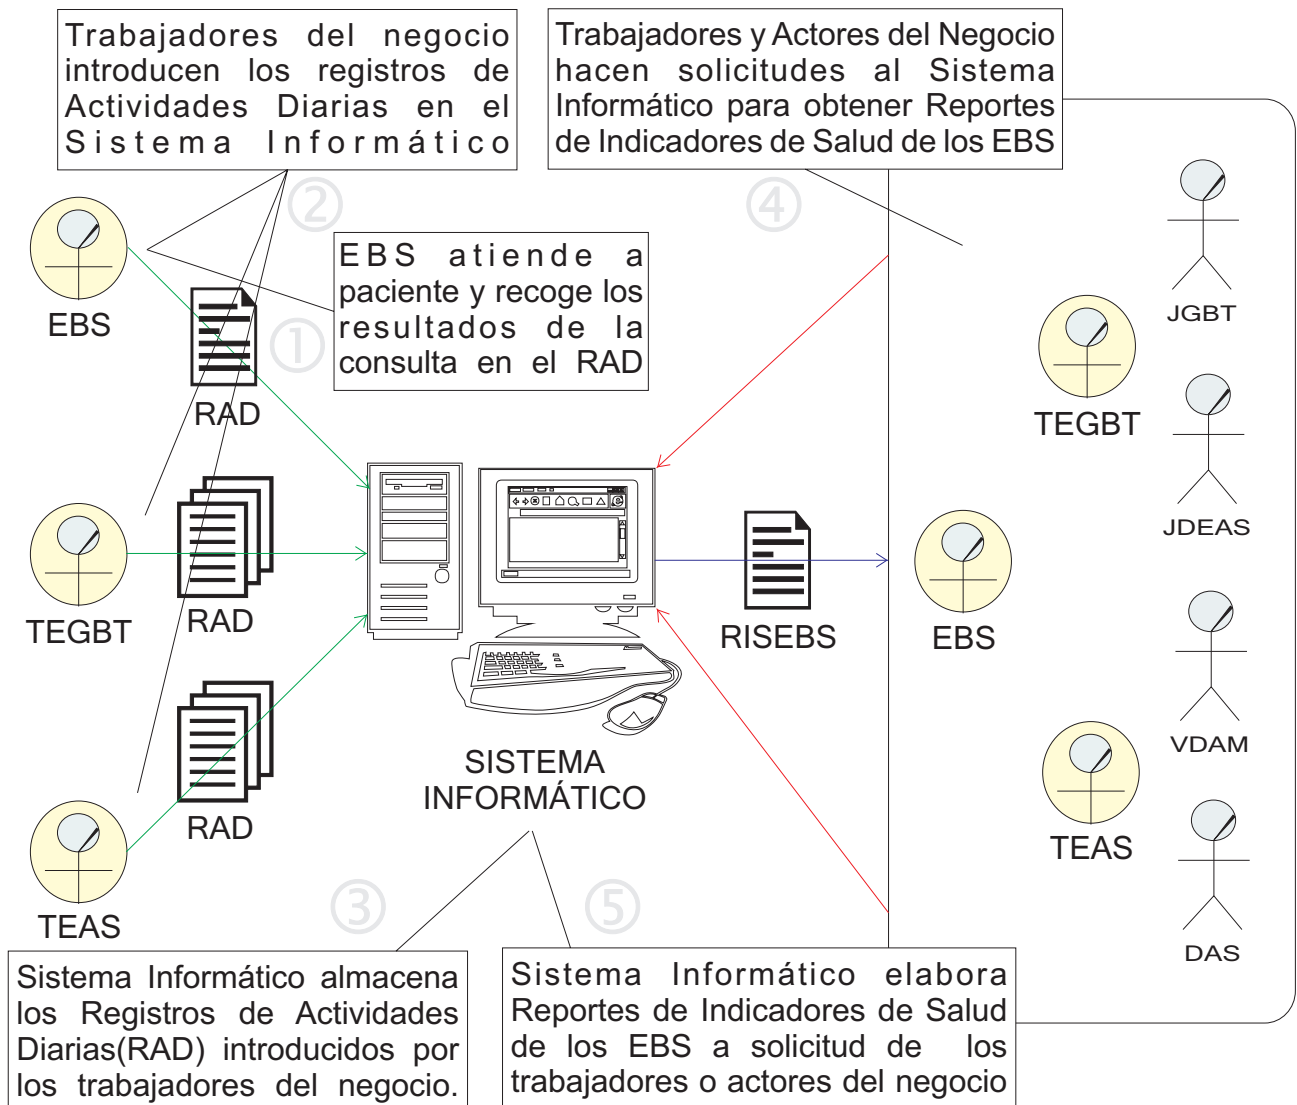 Trabajadores del negocio
introducen los registros de
Actividades Diarias en el
Sistema Informático
Trabajadores y Actores del Negocio
hacen solicitudes al Sistema
Informático para obtener Reportes
de Indicadores de Salud de los EBS
②
④
EBS atiende a
paciente y recoge los
resultados de la
consulta en el RAD
①
EBS
RAD
TEGBT
RAD
TEAS
RAD
SISTEMA
INFORMÁTICO
RISEBS
EBS
TEGBT
TEAS
JGBT
JDEAS
VDAM
DAS
③
⑤
Sistema Informático almacena
los Registros de Actividades
Diarias(RAD) introducidos por
los trabajadores del negocio.
Sistema Informático elabora
Reportes de Indicadores de Salud
de los EBS a solicitud de los
trabajadores o actores del negocio